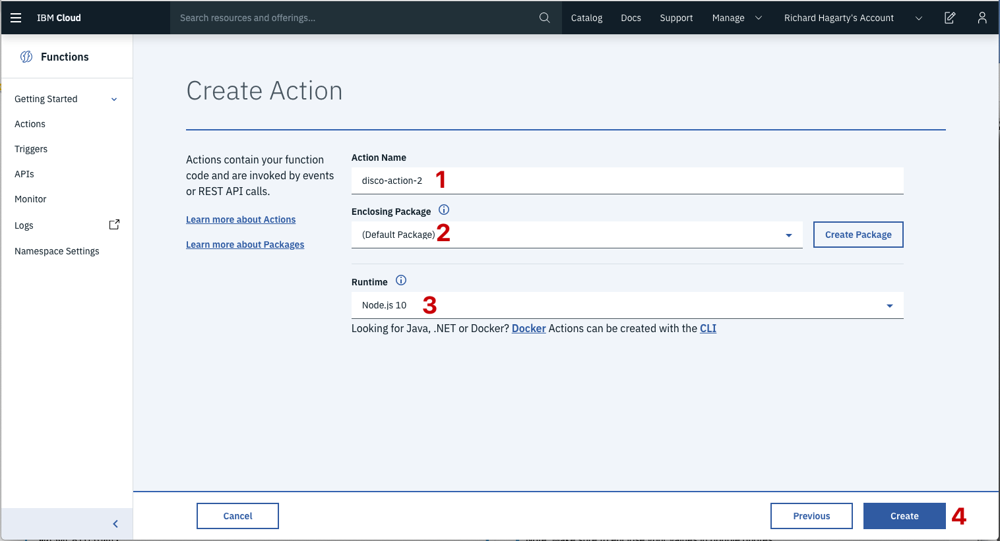 IBM Cloud
Search resources and offerings...
Catalog
Docs
Support
Manage
Richard Hagarty's Account
Functions
Getting Started
Actions
Triggers
APIs
Monitor
Logs
Namespace Settings
Create Action
Actions contain your function
code and are invoked by events
or REST API calls.
Learn more about Actions
Learn more about Packages
Action Name
disco-action-2 1
Enclosing Package
(Default Package) 2
Create Package
Runtime
Node.js 10 3
Looking for Java, .NET or Docker? Docker Actions can be created with the CLI
Cancel
Previous
Create 4